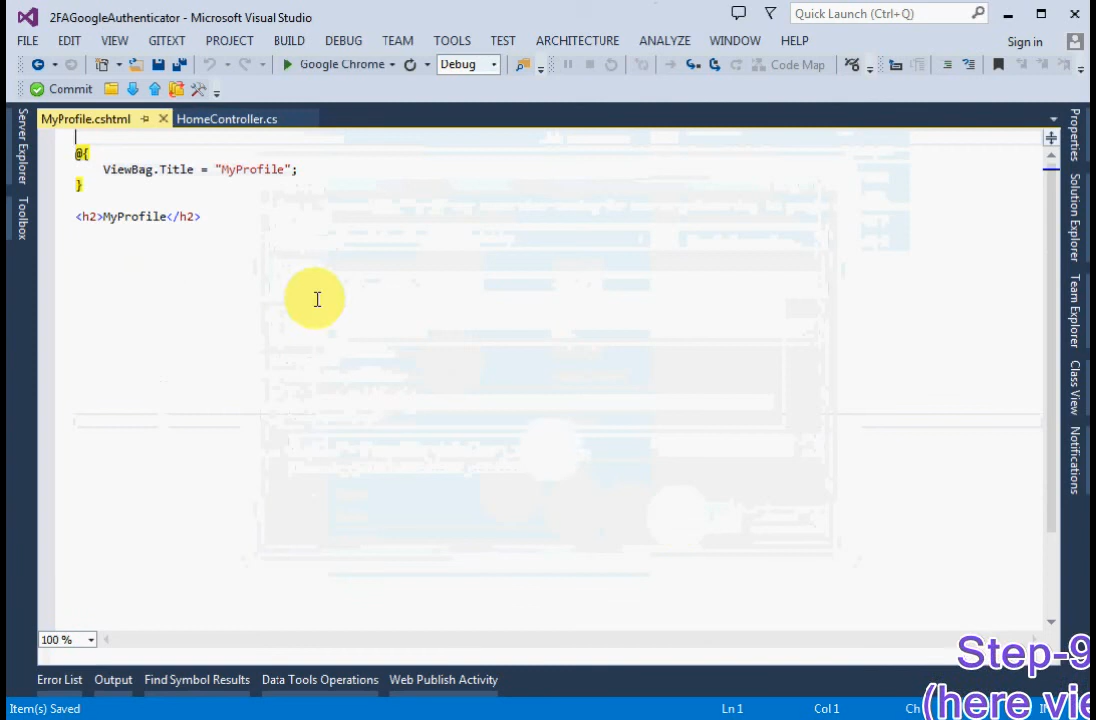 2FAGoogleAuthenticator - Microsoft Visual Studio
Quick Launch (Ctrl+Q)
FILE EDIT VIEW GITEXT PROJECT BUILD DEBUG TEAM TOOLS TEST ARCHITECTURE ANALYZE WINDOW HELP
Sign in
Google Chrome
Debug
Code Map
Commit
MyProfile.cshtml
HomeController.cs
Server Explorer
Toolbox
@{
ViewBag.Title = "MyProfile";
}
<h2>MyProfile</h2>
Properties
Solution Explorer
Team Explorer
Class View
Notifications
100 %
Step-9
(here vie
Error List Output Find Symbol Results Data Tools Operations Web Publish Activity
Item(s) Saved
Ln 1
Col 1
Ch